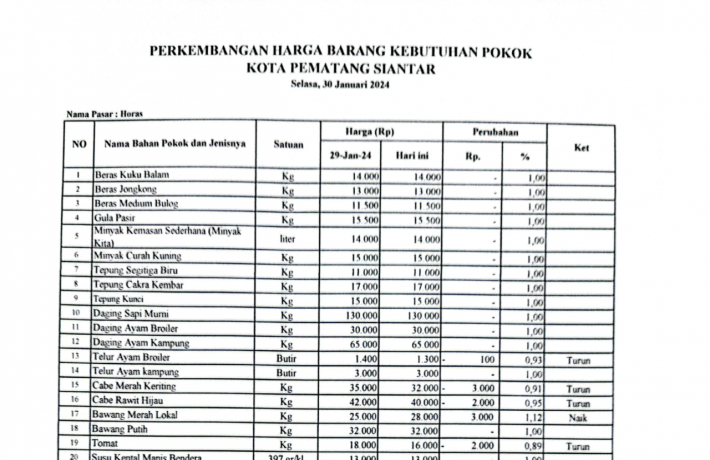 PERKEMBANGAN HARGA BARANG KEBUTUHAN POKOK
KOTA PEMATANG SIANTAR
Selasa, 30 Januari 2024
Nama Pasar : Horas
NO Nama Bahan Pokok dan Jenisnya Satuan Harga (Rp) Perubahan Ket
29-Jan-24 Hari ini Rp. %
1 Beras Kuku Balam Kg 14 000 14 000 - 1,00
2 Beras Jongkong Kg 13 000 13 000 - 1,00
3 Beras Medium Bulog Kg 11 500 11 500 - 1,00
4 Gula Pasir Kg 15 500 15 500 - 1,00
5 Minyak Kemasan Sederhana (Minyak
Kita) liter 14 000 14 000 - 1,00
6 Minyak Curah Kuning Kg 15 000 15 000 - 1,00
7 Tepung Segitiga Biru Kg 11 000 11 000 - 1,00
8 Tepung Cakra Kembar Kg 17 000 17 000 - 1,00
9 Tepung Kunci Kg 15 000 15 000 - 1,00
10 Daging Sapi Murni Kg 130 000 130 000 - 1,00
11 Daging Ayam Broiler Kg 30.000 30.000 - 1,00
12 Daging Ayam Kampung Kg 65 000 65 000 - 1,00
13 Telur Ayam Broiler Butir 1.400 1.300 - 100 0,93 Turun
14 Telur Ayam kampung Butir 3.000 3.000 - 1,00
15 Cabe Merah Keriting Kg 35 000 32 000 - 3 000 0,91 Turun
16 Cabe Rawit Hijau Kg 42.000 40.000 - 2.000 0,95 Turun
17 Bawang Merah Lokal Kg 25 000 28 000 3.000 1,12 Naik
18 Bawang Putih Kg 32 000 32 000 - 1,00
19 Tomat Kg 18 000 16 000 - 2 000 0,89 Turun
20 Susu Kental Manis Bendera 397 gr/kl 13 000 13 000 - 1,00